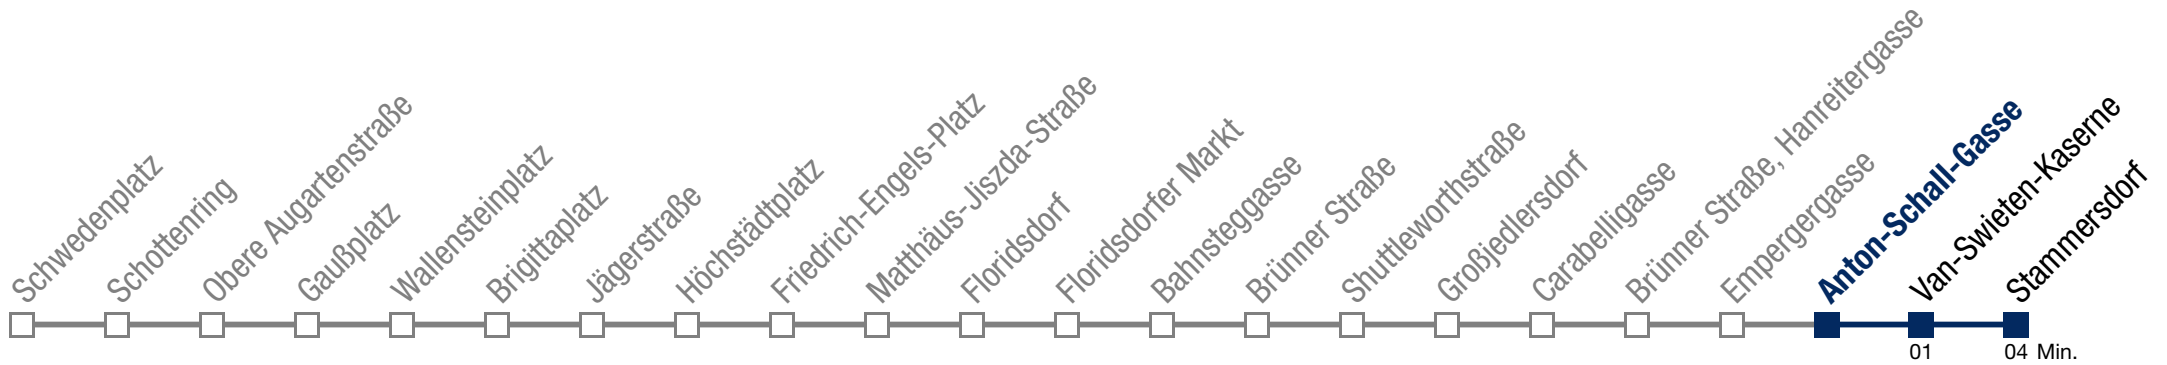 Schwedenplatz
Schottenring
Obere Augartenstraße
Gaußplatz
Wallensteinplatz
Brigittaplatz
Jägerstraße
Höchstädtplatz
Friedrich-Engels-Platz
Matthäus-Jiszda-Straße
Floridsdorf
Floridsdorfer Markt
Bahnsteggasse
Brünner Straße
Shuttleworthstraße
Großjedlersdorf
Carabelligasse
Brünner Straße, Hanreitergasse
Empergergasse
Anton-Schall-Gasse
Van-Swieten-Kaserne
Stammersdorf
01 04 Min.